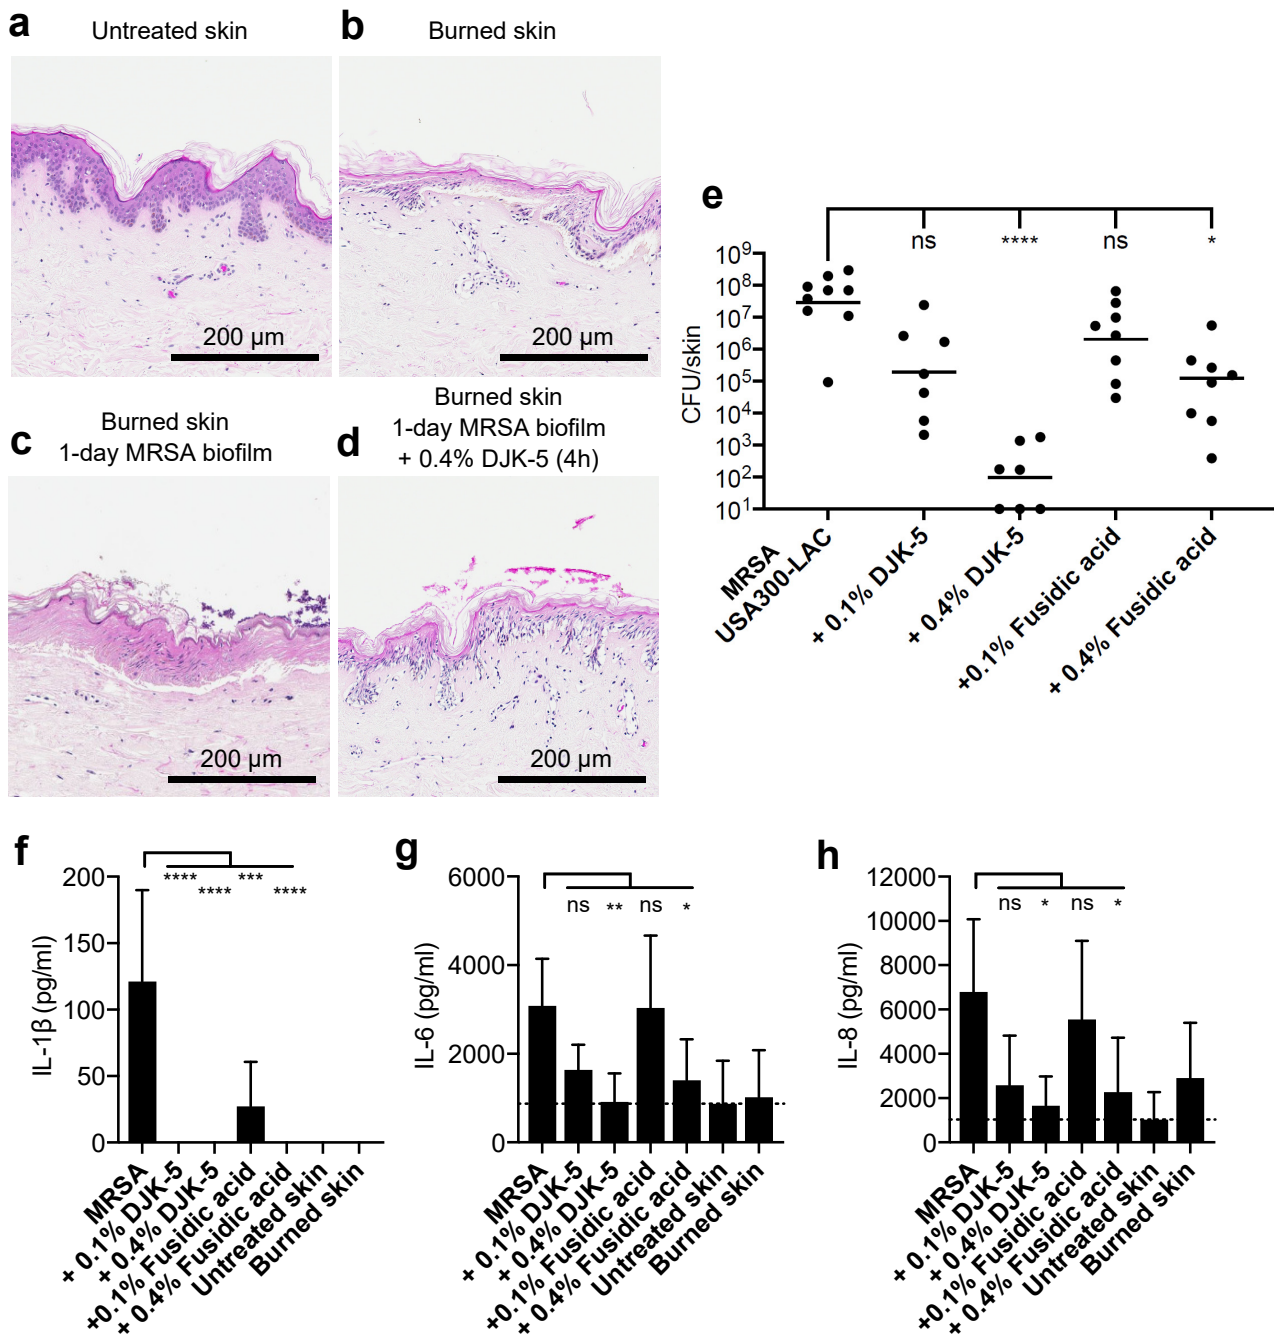 a
Untreated skin
b
Burned skin
200 µm
200 µm
c
Burned skin
1-day MRSA biofilm
d
Burned skin
1-day MRSA biofilm
+ 0.4% DJK-5 (4h)
200 µm
200 µm
e
ns
****
ns
*
CFU/skin
10⁹
10⁸
10⁷
10⁶
10⁵
10⁴
10³
10²
10¹
MRSA
USA300-LAC
+ 0.1% DJK-5
+ 0.4% DJK-5
+0.1% Fusidic acid
+ 0.4% Fusidic acid
f
****
****
***
****
IL-1β (pg/ml)
200
150
100
50
0
MRSA
+ 0.1% DJK-5
+ 0.4% DJK-5
+0.1% Fusidic acid
+ 0.4% Fusidic acid
Untreated skin
Burned skin
g
ns
**
ns
*
IL-6 (pg/ml)
6000
4000
2000
0
MRSA
+ 0.1% DJK-5
+ 0.4% DJK-5
+0.1% Fusidic acid
+ 0.4% Fusidic acid
Untreated skin
Burned skin
h
ns
*
ns
*
IL-8 (pg/ml)
12000
10000
8000
6000
4000
2000
0
MRSA
+ 0.1% DJK-5
+ 0.4% DJK-5
+0.1% Fusidic acid
+ 0.4% Fusidic acid
Untreated skin
Burned skin